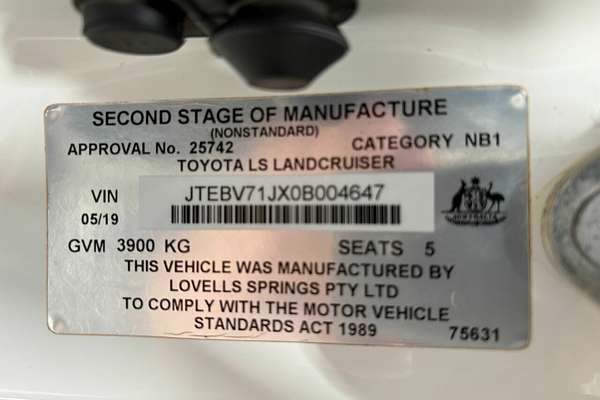 SECOND STAGE OF MANUFACTURE
(NONSTANDARD)
APPROVAL No. 25742 CATEGORY NB1
TOYOTA LS LANDCRUISER
VIN JTEBV71JX0B004647
05/19
AUSTRALIA
GVM 3900 KG SEATS 5
THIS VEHICLE WAS MANUFACTURED BY
LOVELLS SPRINGS PTY LTD
TO COMPLY WITH THE MOTOR VEHICLE
STANDARDS ACT 1989 75631